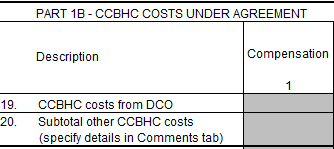 PART 1B - CCBHC COSTS UNDER AGREEMENT
Description
Compensation
1
19. CCBHC costs from DCO
20. Subtotal other CCBHC costs
(specify details in Comments tab)